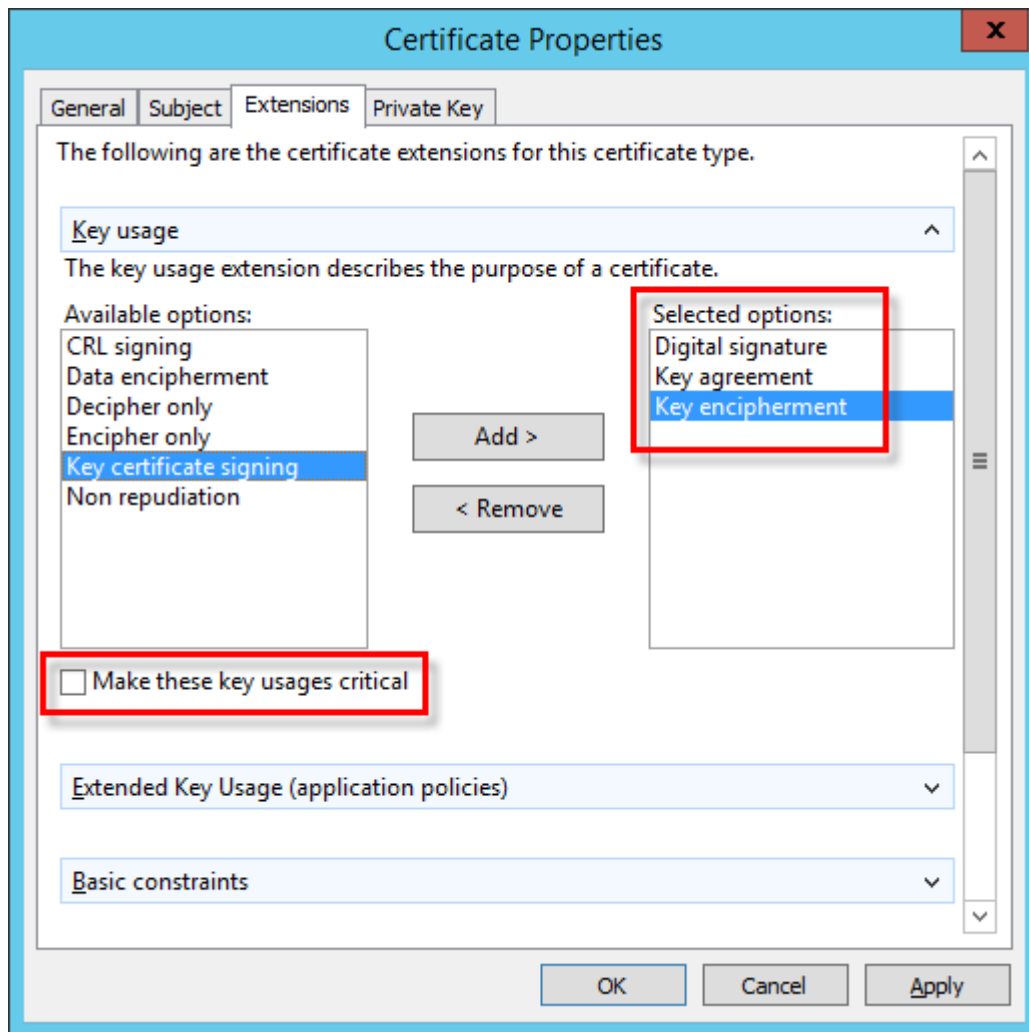 Certificate Properties
x
General Subject Extensions Private Key
The following are the certificate extensions for this certificate type.
Key usage
The key usage extension describes the purpose of a certificate.
Available options:
CRL signing
Data encipherment
Decipher only
Encipher only
Key certificate signing
Non repudiation
Add >
< Remove
Selected options:
Digital signature
Key agreement
Key encipherment
Make these key usages critical
Extended Key Usage (application policies)
Basic constraints
OK Cancel Apply